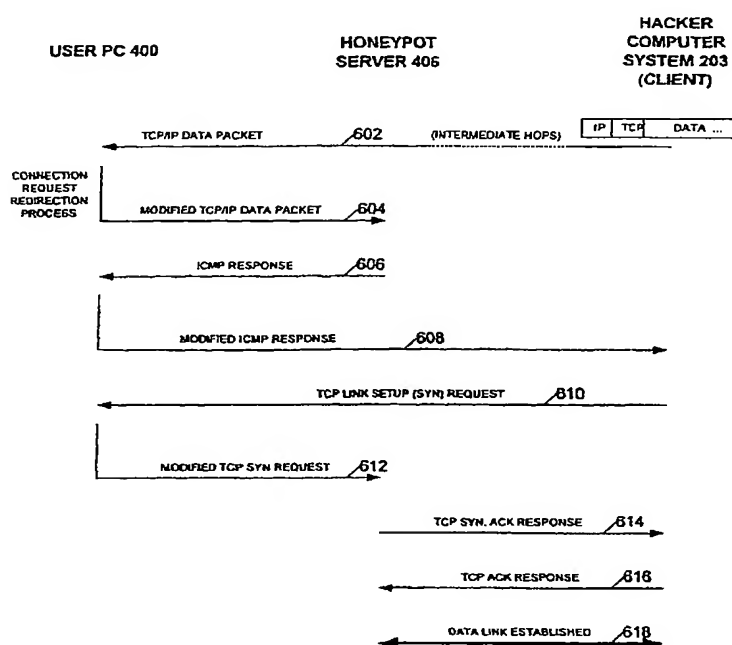 USER PC 400
HONEYPOT
SERVER 406
HACKER
COMPUTER
SYSTEM 203
(CLIENT)
TCP/IP DATA PACKET
602
(INTERMEDIATE HOPS)
IP TCP DATA ...
CONNECTION
REQUEST
REDIRECTION
PROCESS
MODIFIED TCP/IP DATA PACKET
604
ICMP RESPONSE
606
MODIFIED ICMP RESPONSE
608
TCP LINK SETUP (SYN) REQUEST
610
MODIFIED TCP SYN REQUEST
612
TCP SYN. ACK RESPONSE
614
TCP ACK RESPONSE
616
DATA LINK ESTABLISHED
618